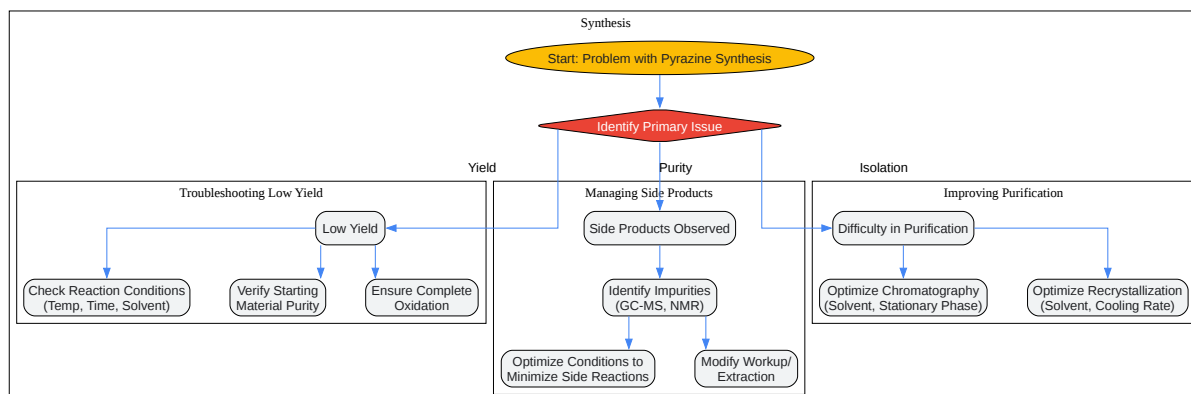 Synthesis
Start: Problem with Pyrazine Synthesis
Identify Primary Issue
Yield
Purity
Isolation
Troubleshooting Low Yield
Managing Side Products
Improving Purification
Low Yield
Side Products Observed
Difficulty in Purification
Check Reaction Conditions
(Temp, Time, Solvent)
Verify Starting
Material Purity
Ensure Complete
Oxidation
Identify Impurities
(GC-MS, NMR)
Optimize Chromatography
(Solvent, Stationary Phase)
Optimize Recrystallization
(Solvent, Cooling Rate)
Optimize Conditions to
Minimize Side Reactions
Modify Workup/
Extraction